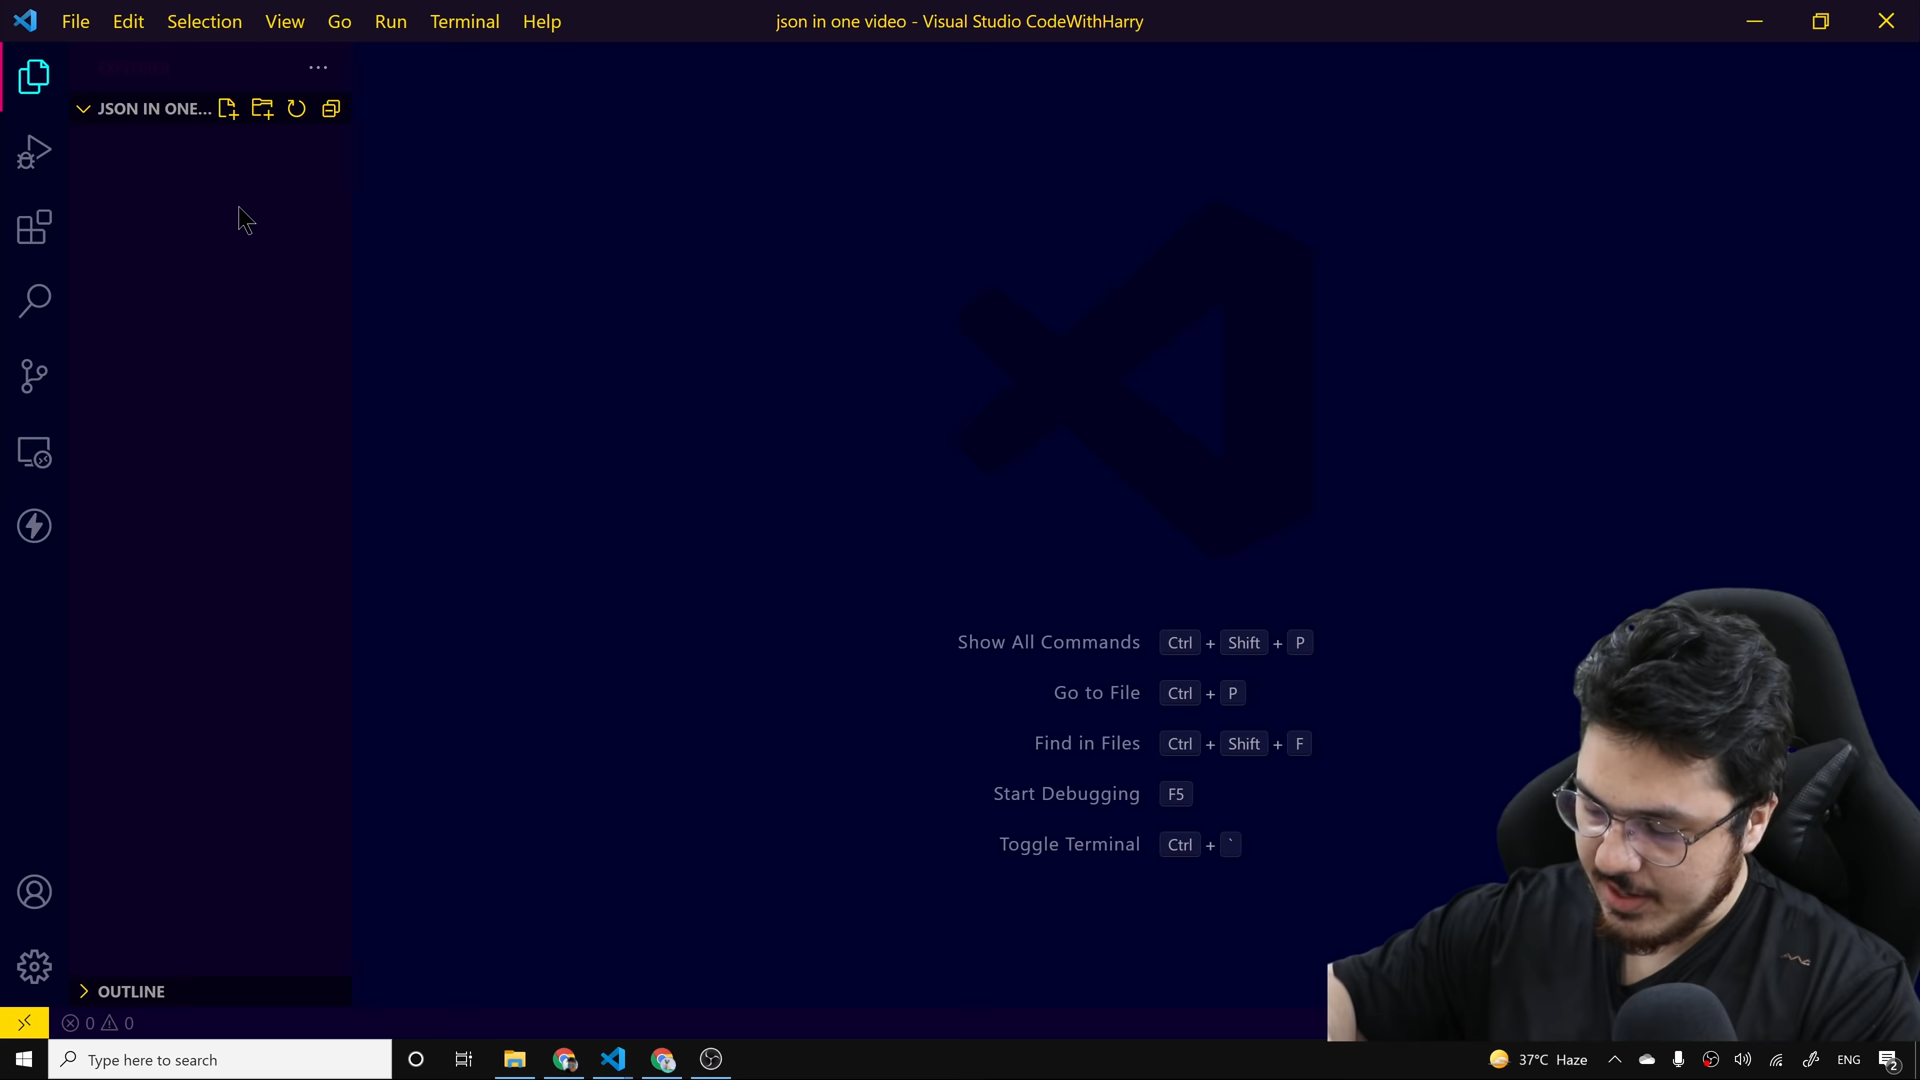 File Edit Selection View Go Run Terminal Help
json in one video - Visual Studio CodeWithHarry
JSON IN ONE...
Show All Commands Ctrl + Shift + P
Go to File Ctrl + P
Find in Files Ctrl + Shift + F
Start Debugging F5
Toggle Terminal Ctrl + `
OUTLINE
0 0
Type here to search
37°C Haze
ENG
2